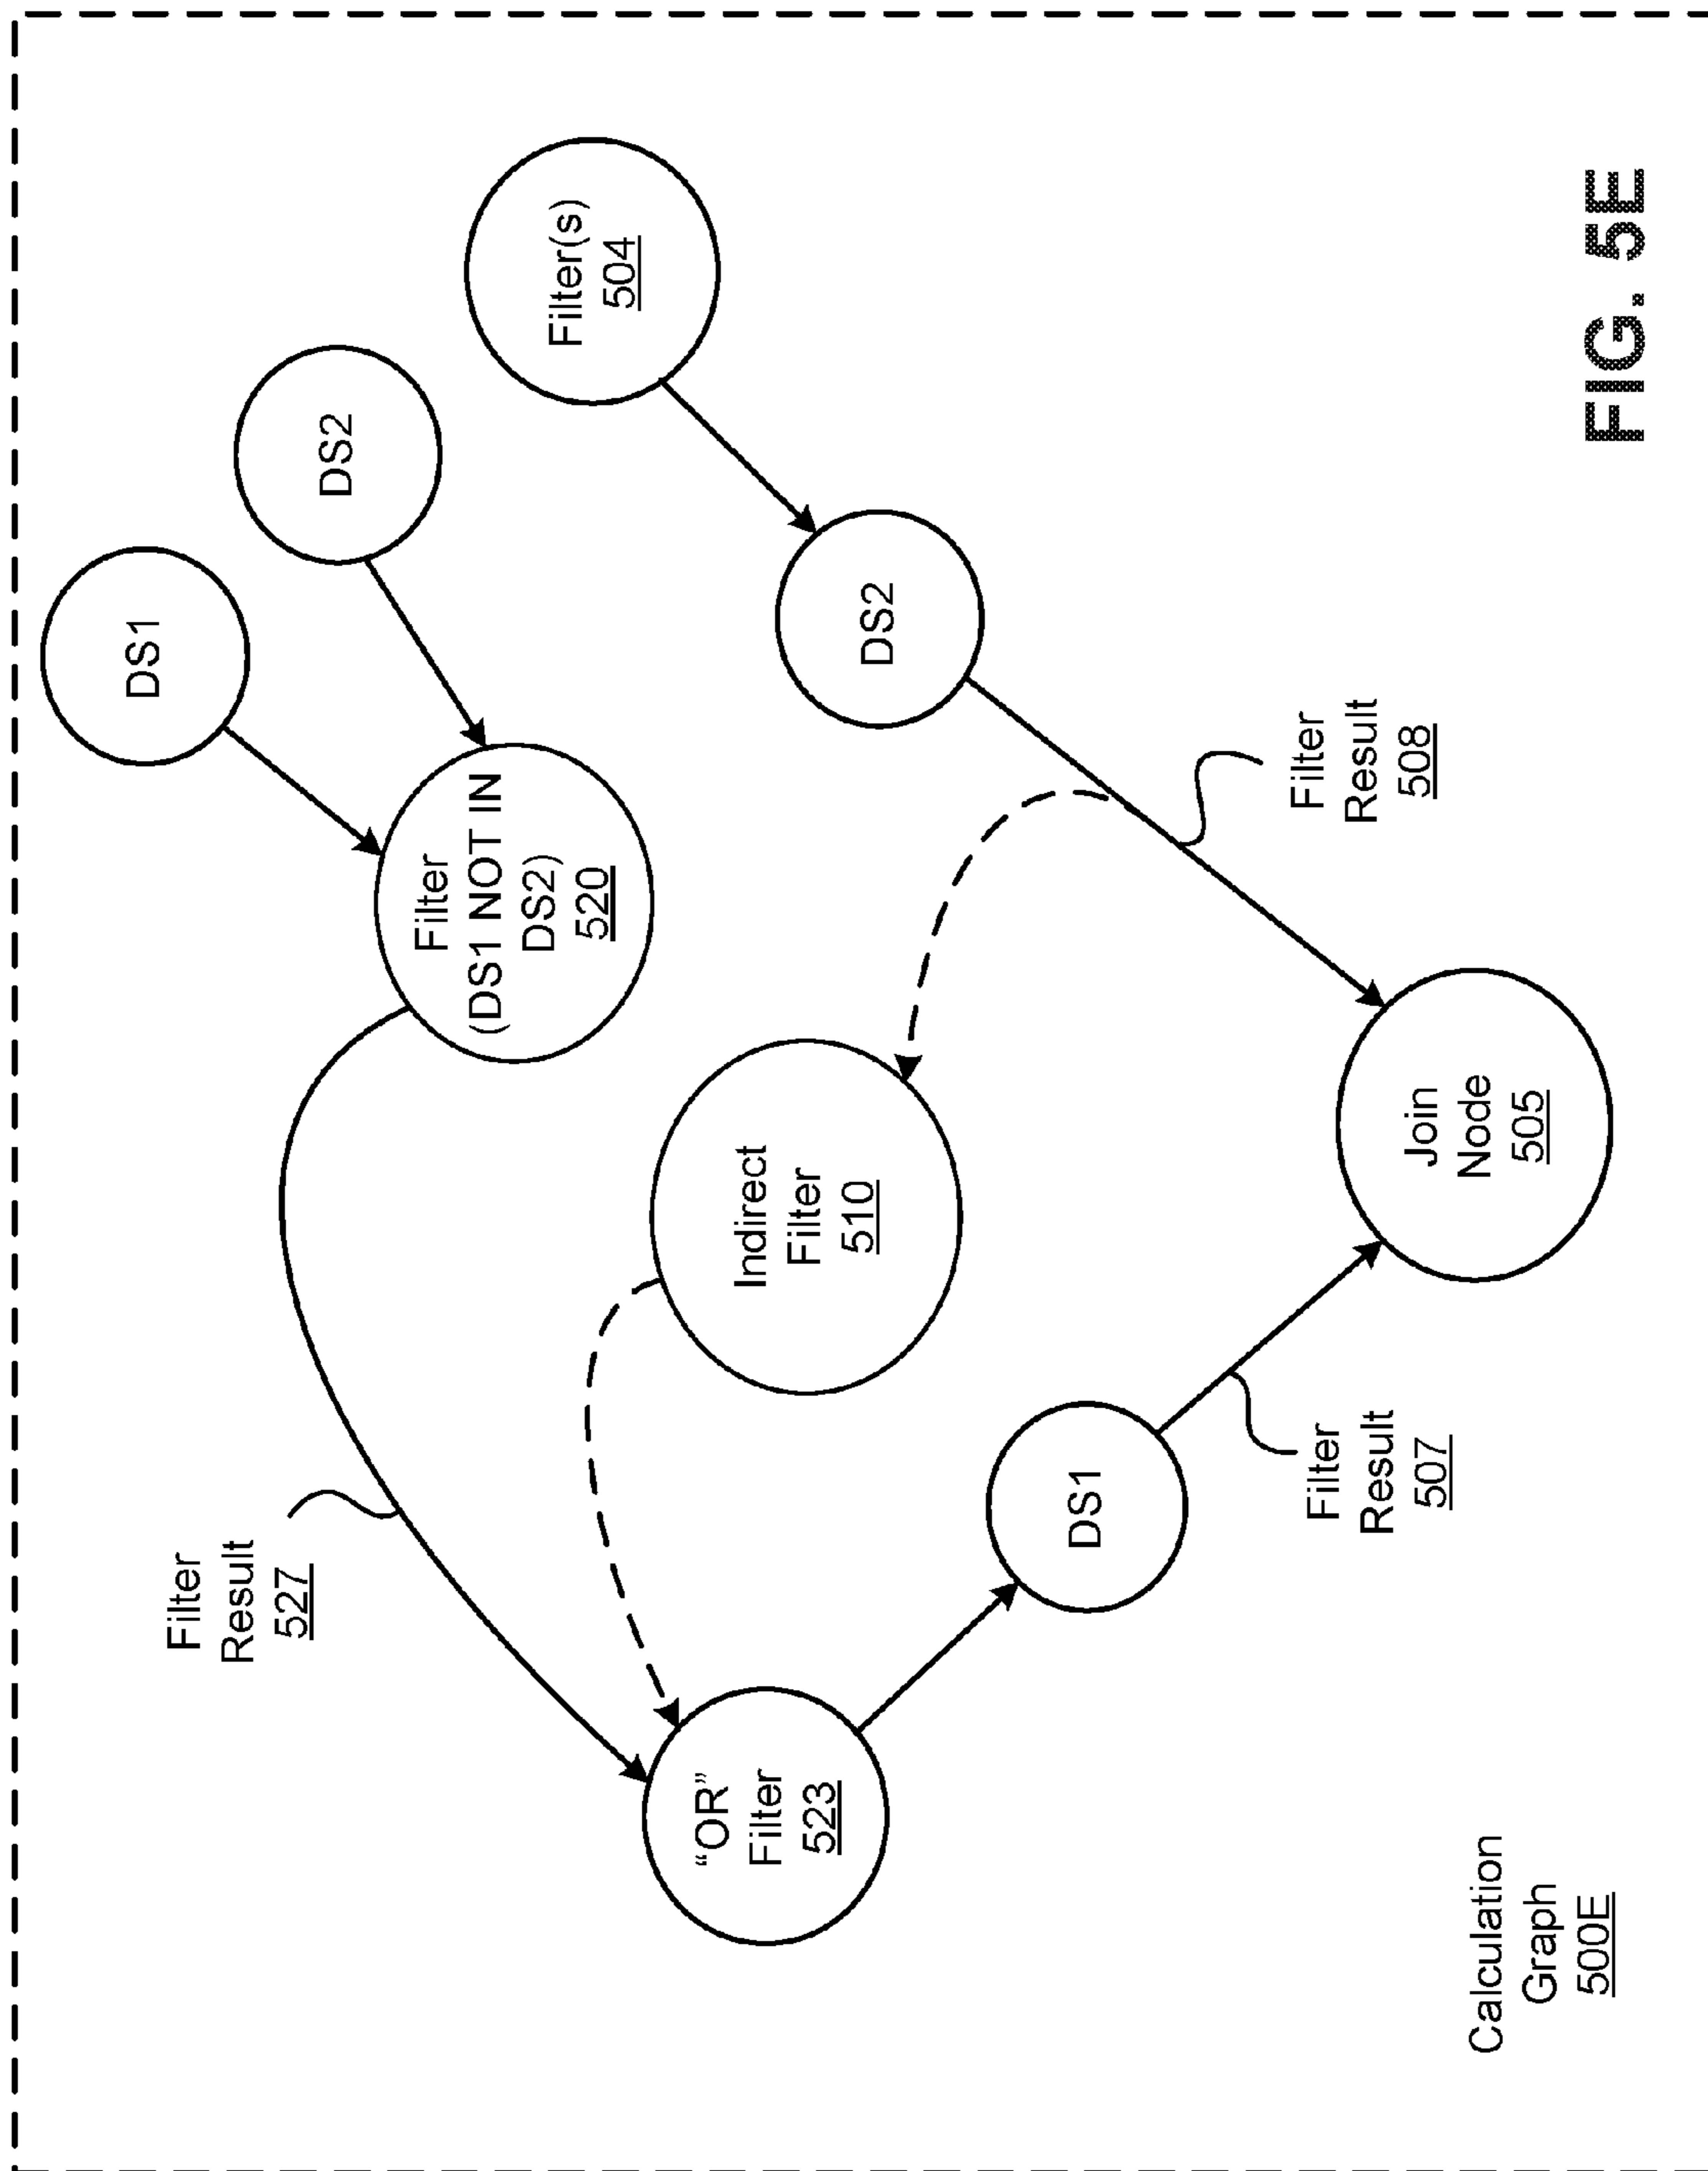 Filter
Result
527
DS1
DS2
Filter
(DS1 NOT IN
DS2)
520
Filter(s)
504
"OR"
Filter
523
Indirect
Filter
510
DS2
DS1
Filter
Result
507
Filter
Result
508
Join
Node
505
Calculation
Graph
500E
FIG. 5E